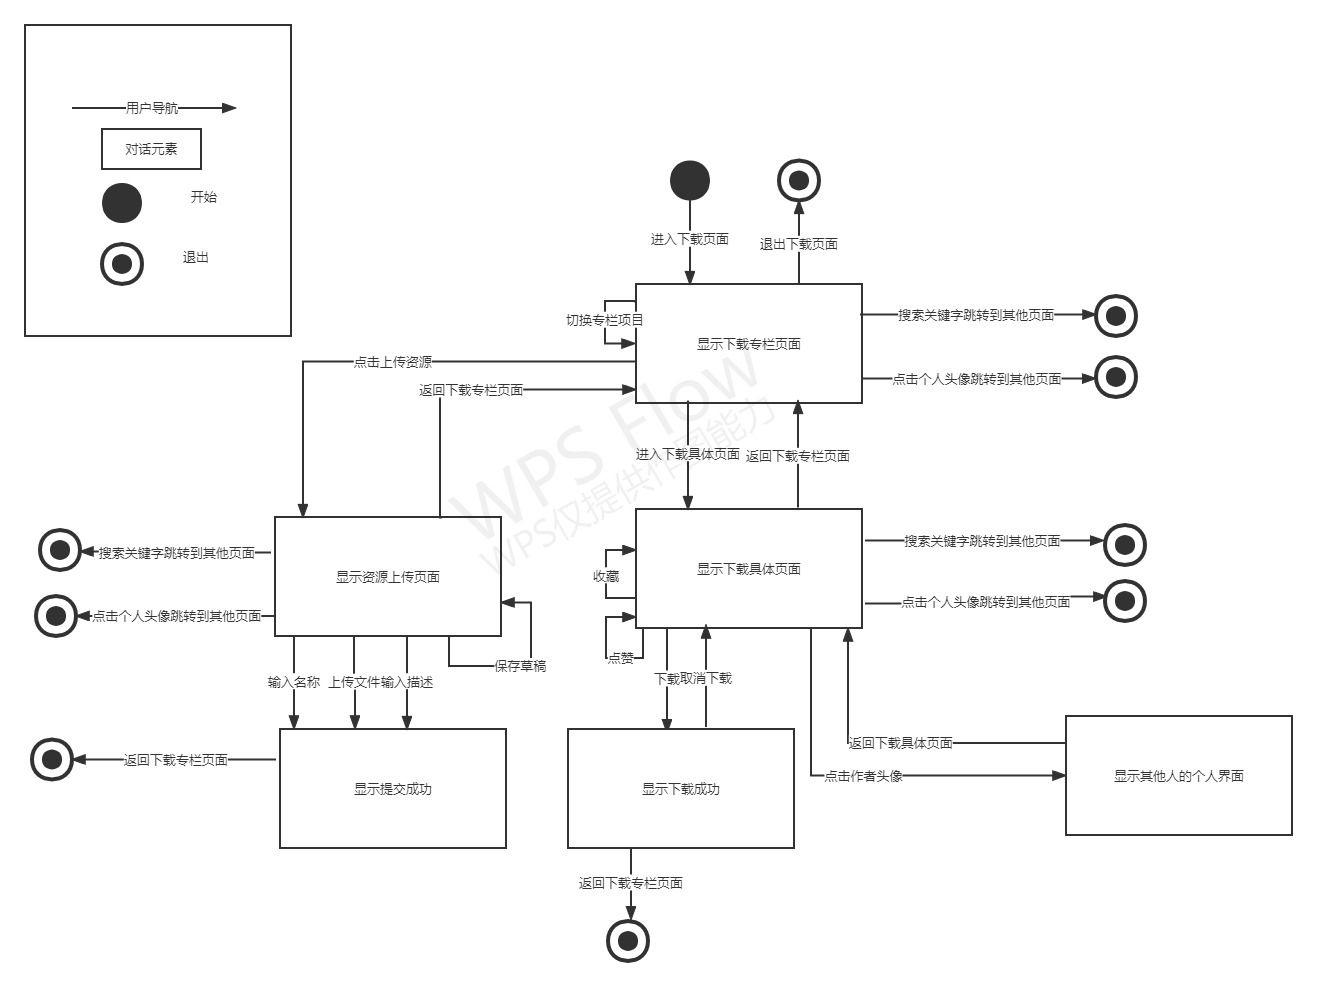 用户导航
对话元素
开始
退出
进入下载页面
退出下载页面
切换专栏项目
显示下载专栏页面
搜索关键字跳转到其他页面
点击个人头像跳转到其他页面
点击上传资源
返回下载专栏页面
进入下载具体页面
返回下载专栏页面
WPS Flow
WPS仅提供作图能力
搜索关键字跳转到其他页面
点击个人头像跳转到其他页面
显示资源上传页面
收藏
点赞
显示下载具体页面
搜索关键字跳转到其他页面
点击个人头像跳转到其他页面
保存草稿
输入名称
上传文件
输入描述
下载
取消下载
返回下载具体页面
点击作者头像
显示其他人的个人界面
返回下载专栏页面
显示提交成功
显示下载成功
返回下载专栏页面